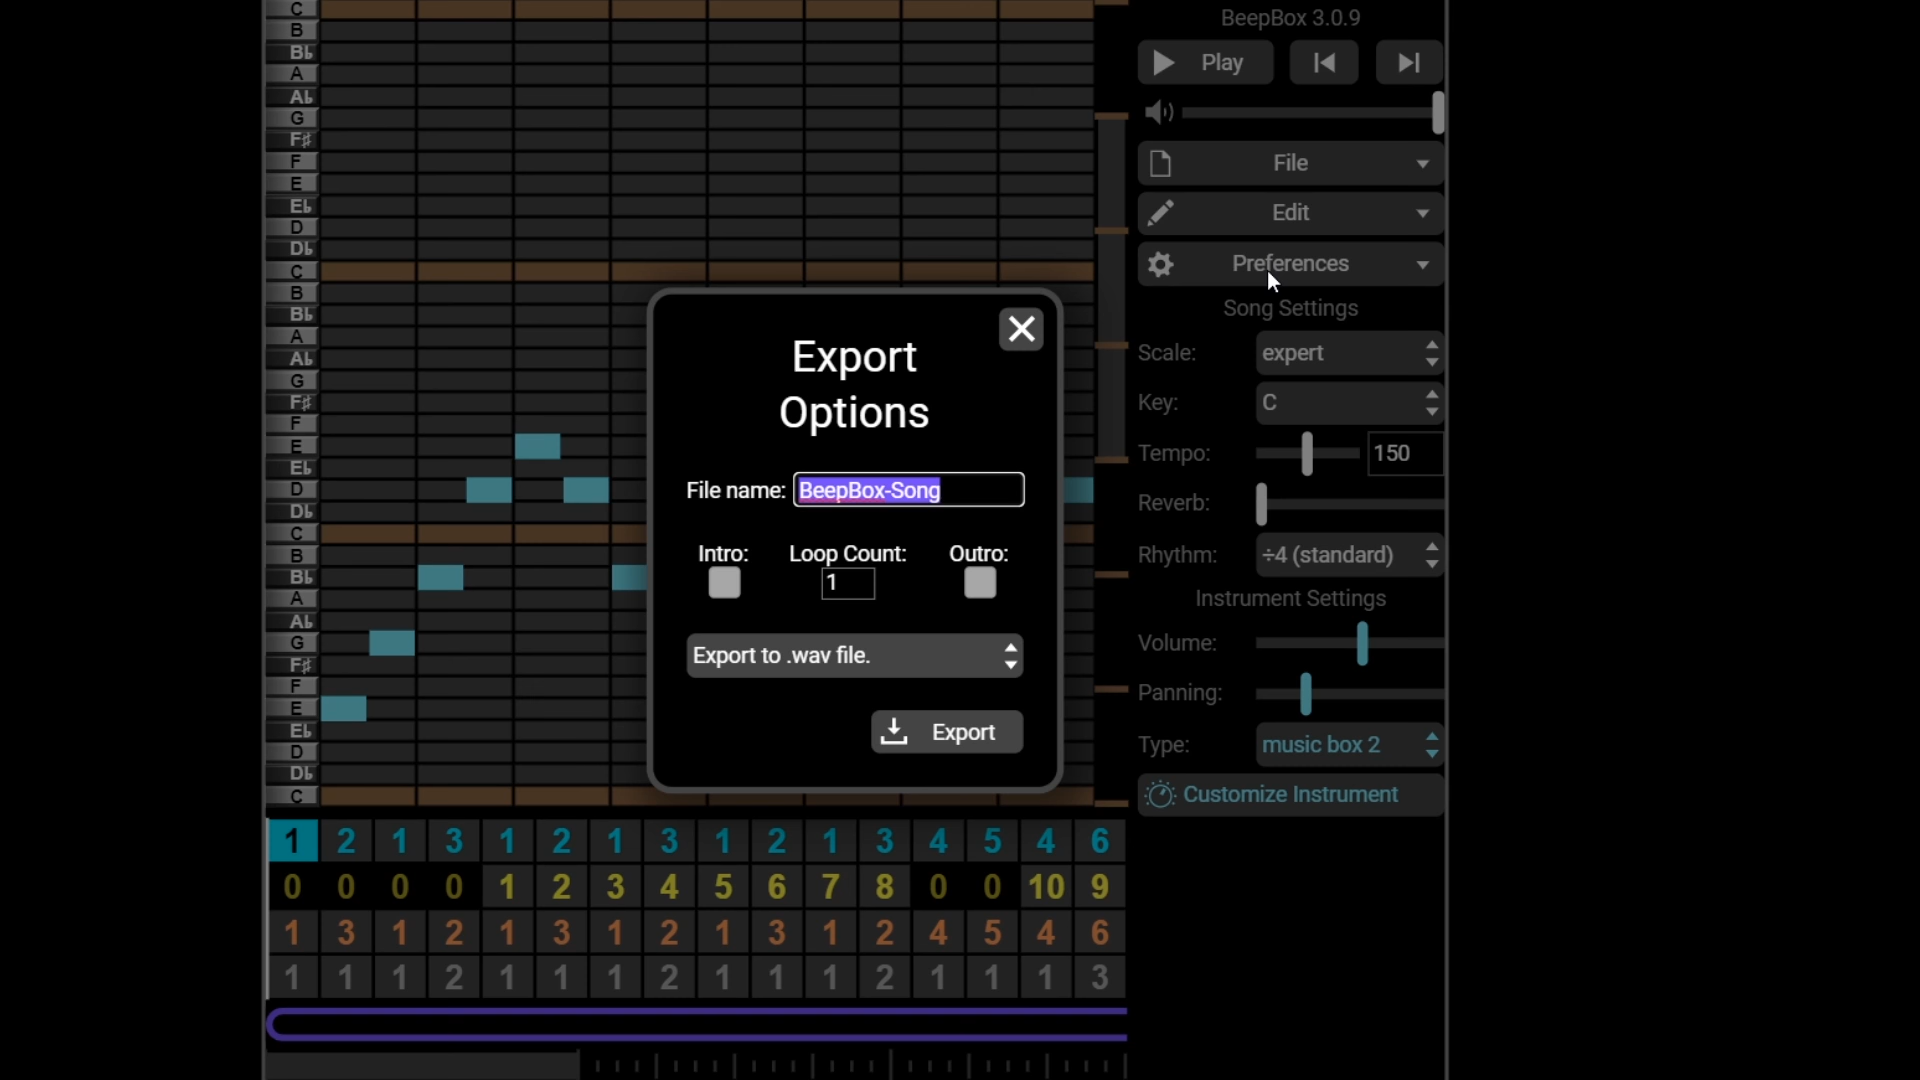 C
B
B♭
A
A♭
G
F♯
F
E
E♭
D
D♭
C
B
B♭
A
A♭
G
F♯
F
E
E♭
D
D♭
C
B
B♭
A
A♭
G
F♯
F
E
E♭
D
D♭
C
BeepBox 3.0.9
Play
File
Edit
Preferences
Song Settings
Scale: expert
Key: C
Tempo: 150
Reverb:
Rhythm: ÷4 (standard)
Instrument Settings
Volume:
Panning:
Type: music box 2
Customize Instrument
Export
Options
File name: BeepBox-Song
Intro: Loop Count: Outro:
1
Export to .wav file.
Export
1 2 1 3 1 2 1 3 1 2 1 3 4 5 4 6
0 0 0 0 1 2 3 4 5 6 7 8 0 0 10 9
1 3 1 2 1 3 1 2 1 3 1 2 4 5 4 6
1 1 1 2 1 1 1 2 1 1 1 2 1 1 1 3